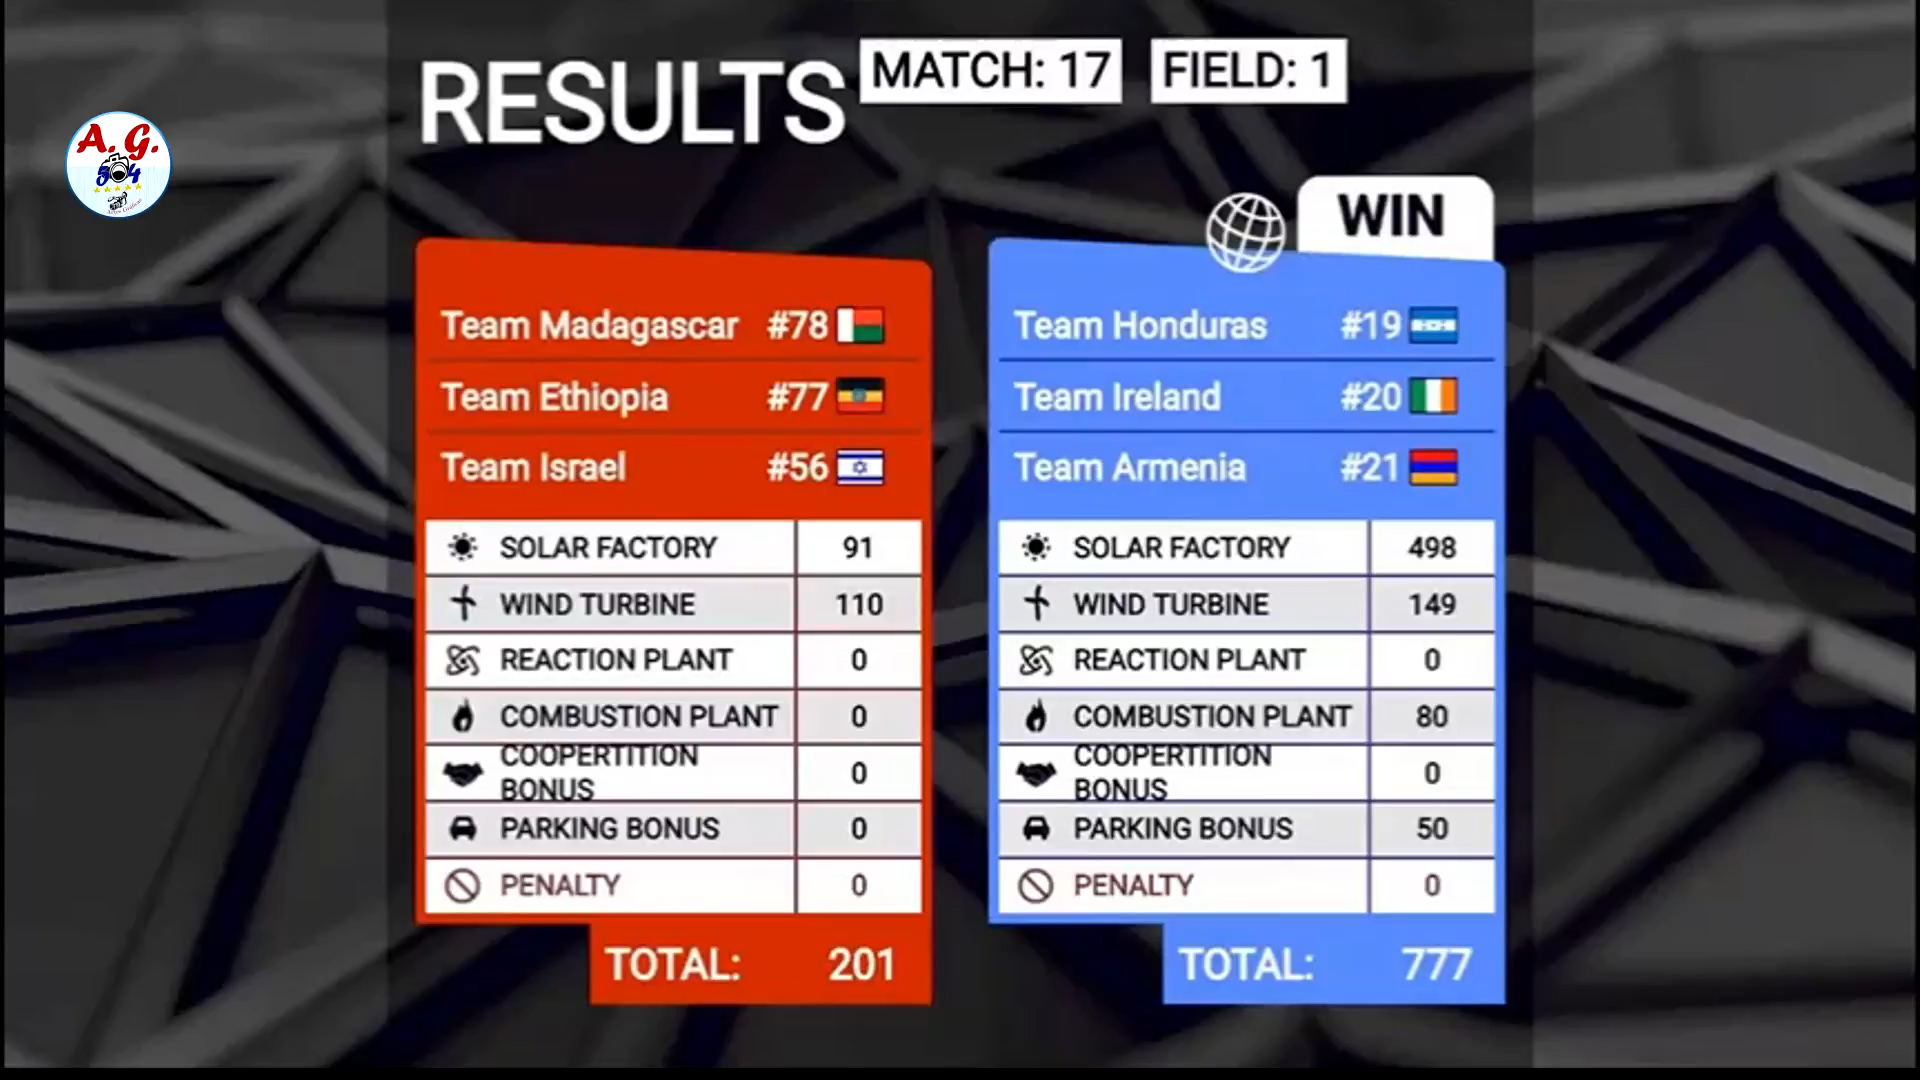 RESULTS
MATCH: 17
FIELD: 1
A. G.
504
WIN
Team Madagascar #78
Team Ethiopia #77
Team Israel #56
SOLAR FACTORY 91
WIND TURBINE 110
REACTION PLANT 0
COMBUSTION PLANT 0
COOPERTITION
BONUS 0
PARKING BONUS 0
PENALTY 0
TOTAL: 201
Team Honduras #19
Team Ireland #20
Team Armenia #21
SOLAR FACTORY 498
WIND TURBINE 149
REACTION PLANT 0
COMBUSTION PLANT 80
COOPERTITION
BONUS 0
PARKING BONUS 50
PENALTY 0
TOTAL: 777